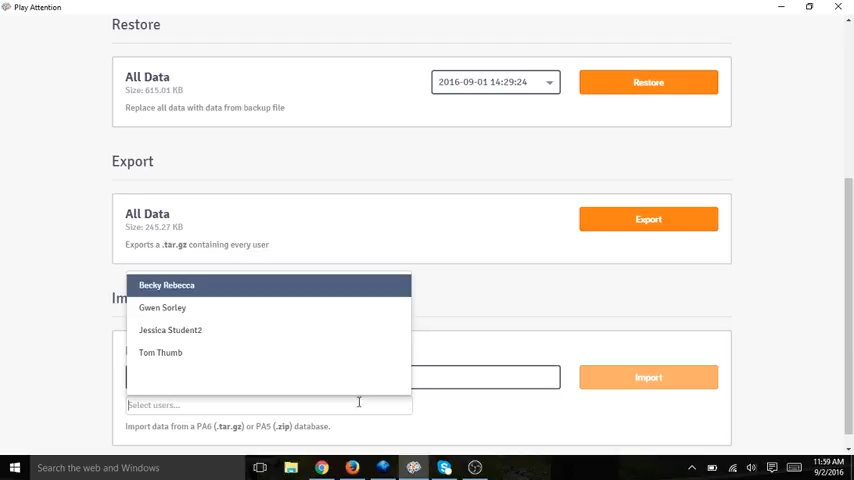 Play Attention
Restore
All Data
Size: 615.01 KB
Replace all data with data from backup file
2016-09-01 14:29:24
Restore
Export
All Data
Size: 245.27 KB
Exports a .tar.gz containing every user
Export
Im
Becky Rebecca
Gwen Sorley
Jessica Student2
Tom Thumb
Import
Select users...
Import data from a PA6 (.tar.gz) or PA5 (.zip) database.
Search the web and Windows
11:59 AM
9/2/2016